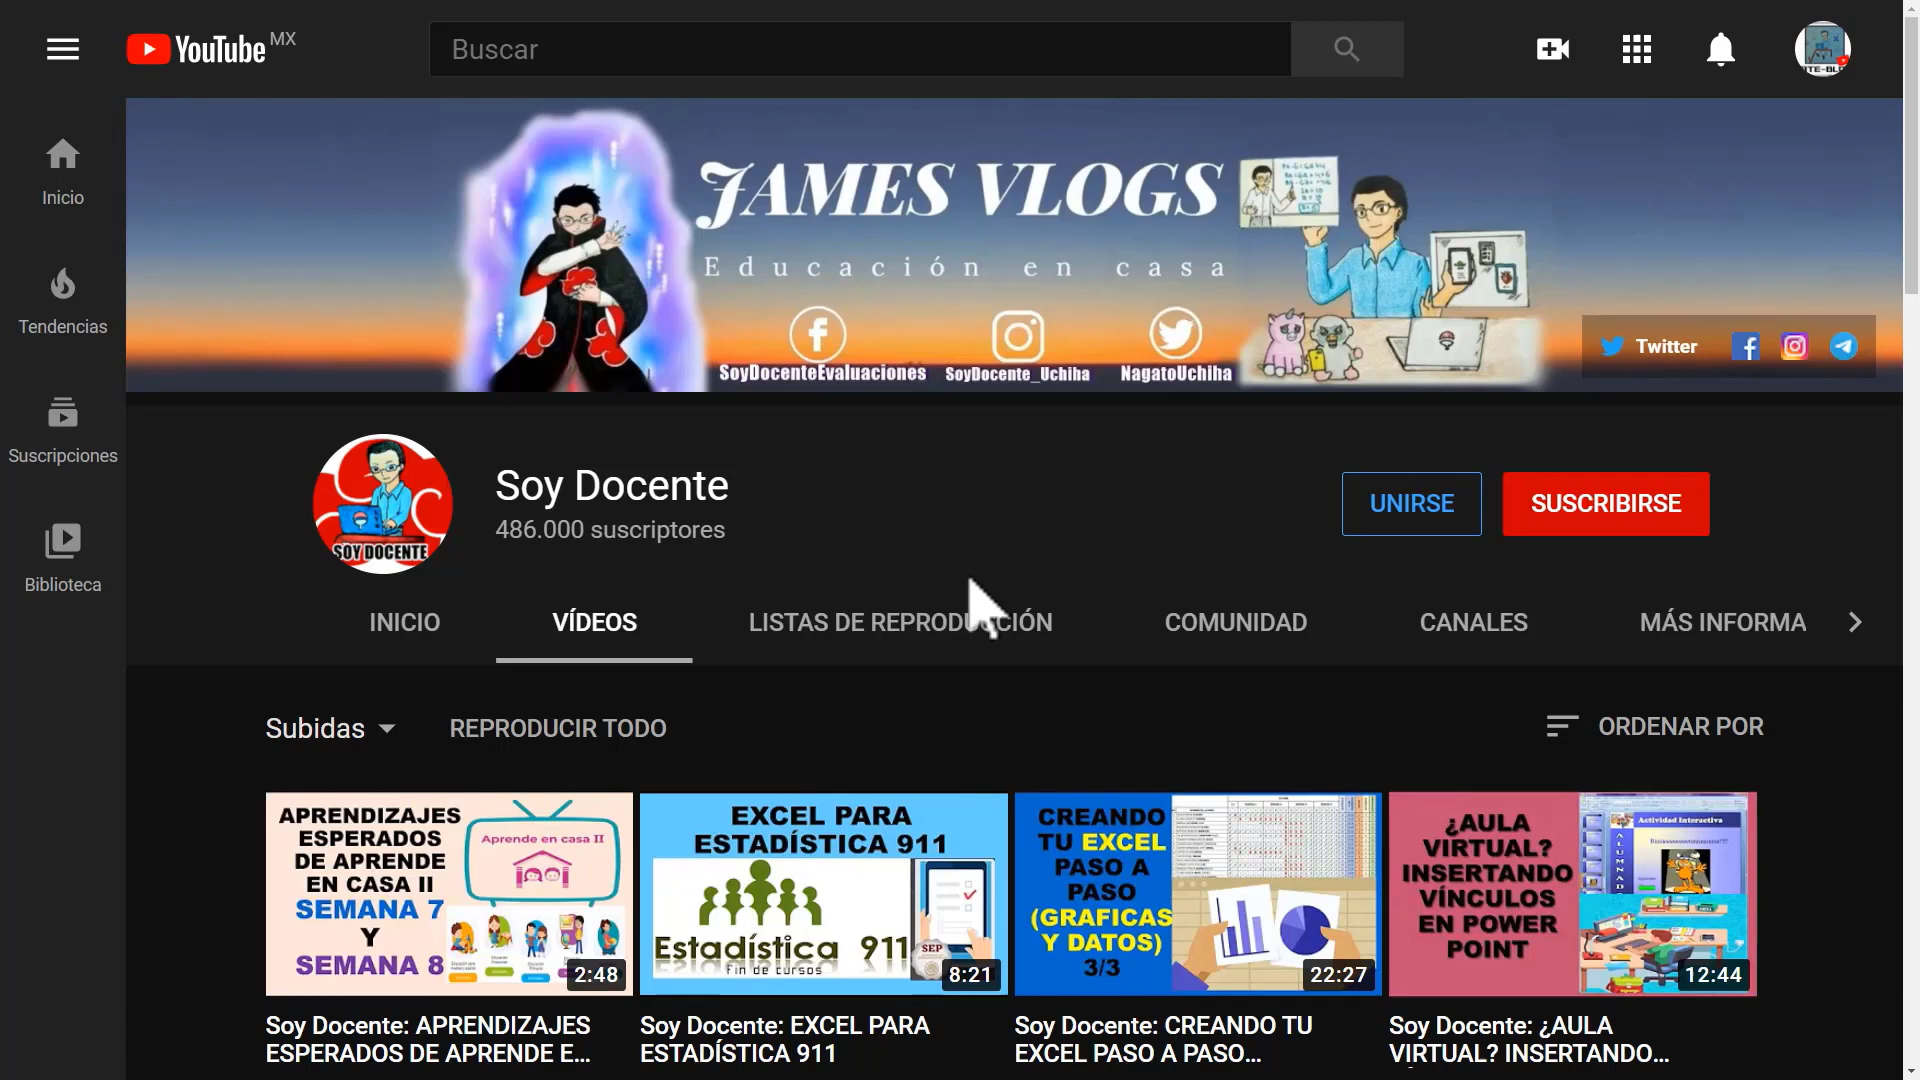 YouTube MX
Buscar
Inicio
Tendencias
Suscripciones
Biblioteca
JAMES VLOGS
Educación en casa
SoyDocenteEvaluaciones
SoyDocente_Uchiha
NagatoUchiha
Twitter
SOY DOCENTE
Soy Docente
486.000 suscriptores
UNIRSE
SUSCRIBIRSE
INICIO
VÍDEOS
LISTAS DE REPRODUCCIÓN
COMUNIDAD
CANALES
MÁS INFORMA
Subidas
REPRODUCIR TODO
ORDENAR POR
APRENDIZAJES
ESPERADOS
DE APRENDE
EN CASA II
SEMANA 7
Y
SEMANA 8
Aprende en casa II
2:48
EXCEL PARA
ESTADÍSTICA 911
Estadística 911
Fin de cursos
SEP
8:21
CREANDO
TU EXCEL
PASO A
PASO
(GRAFICAS
Y DATOS)
3/3
22:27
¿AULA
VIRTUAL?
INSERTANDO
VÍNCULOS
EN POWER
POINT
Actividad Interactiva
12:44
Soy Docente: APRENDIZAJES
ESPERADOS DE APRENDE E...
Soy Docente: EXCEL PARA
ESTADÍSTICA 911
Soy Docente: CREANDO TU
EXCEL PASO A PASO...
Soy Docente: ¿AULA
VIRTUAL? INSERTANDO...